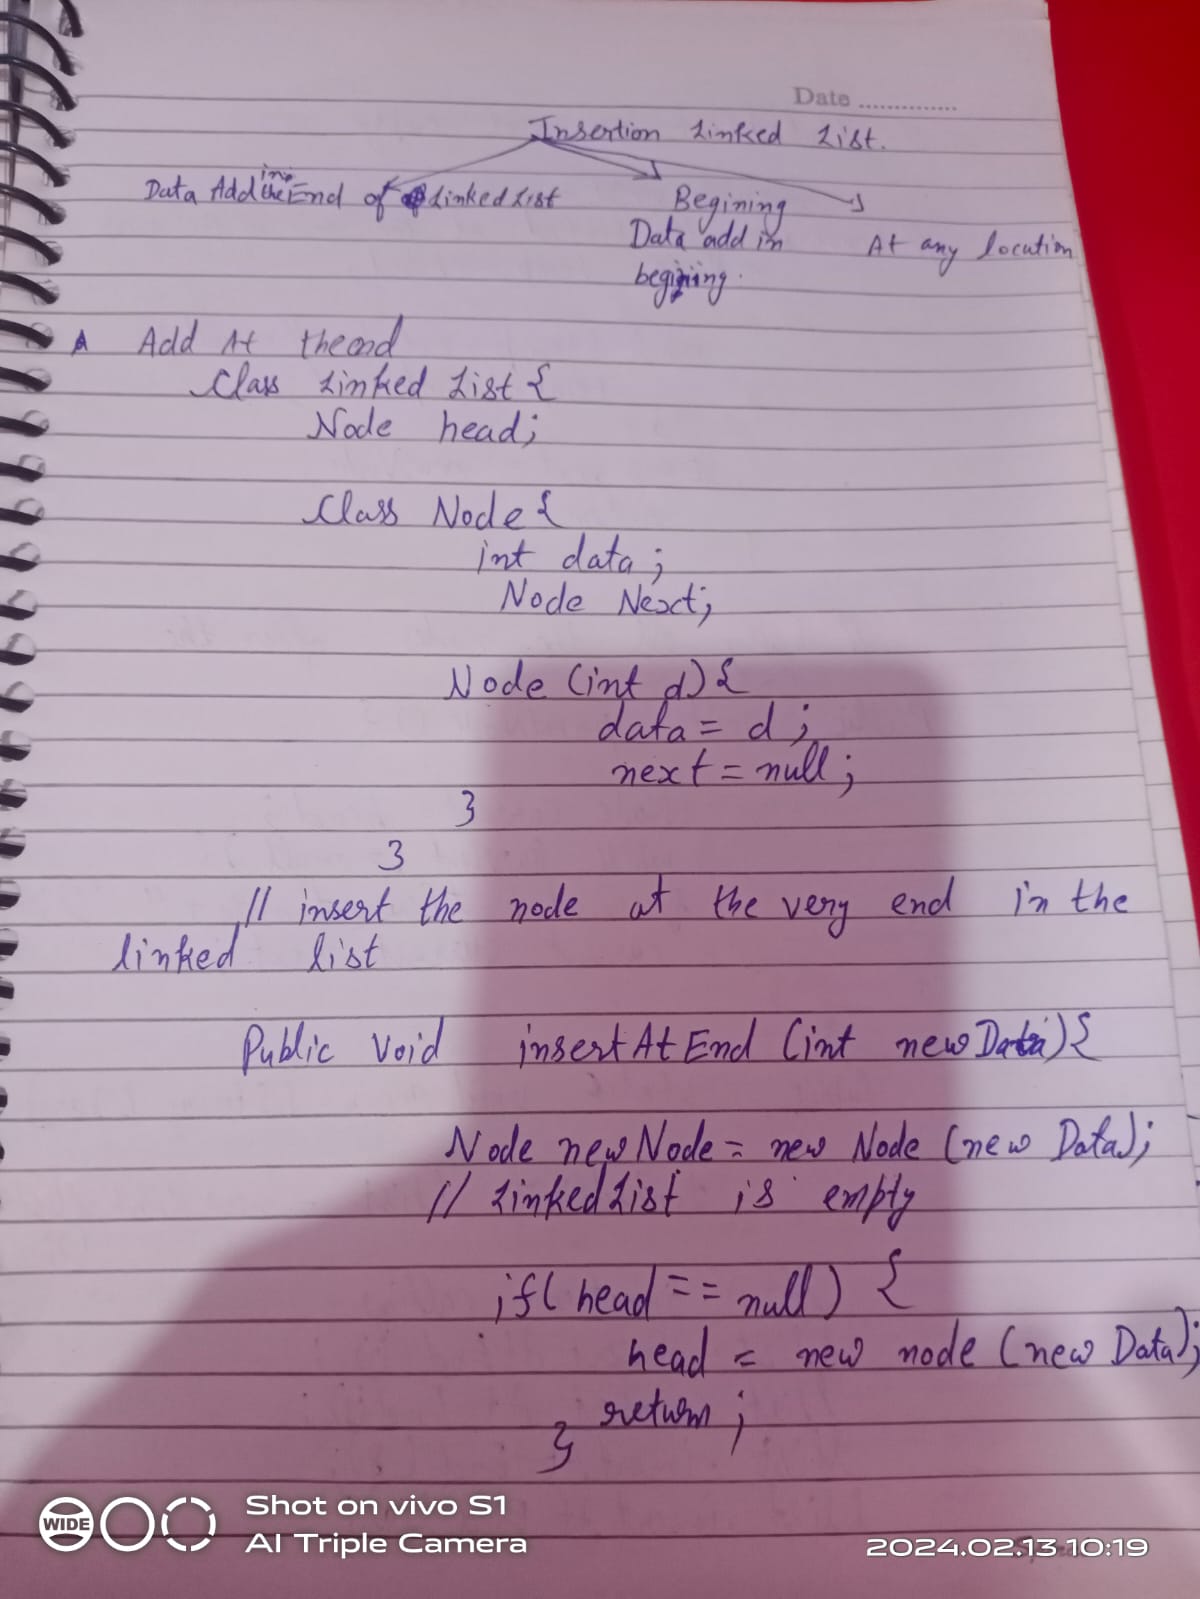 Date ..............
Insertion Linked List.
Data Add in the End of Linked List
Begining
Data add in
begining.
At any location
A Add At the end
Class Linked List {
Node head;
Class Node {
int data ;
Node Next;
Node (int d) {
data = d ;
next = null ;
}
}
// insert the node at the very end in the
linked list
Public Void insertAtEnd (int newData) {
Node newNode = new Node (new Data);
// LinkedList is empty
if( head == null ) {
head = new node (new Data);
return ;
}
WIDE
Shot on vivo S1
AI Triple Camera
2024.02.13 10:19